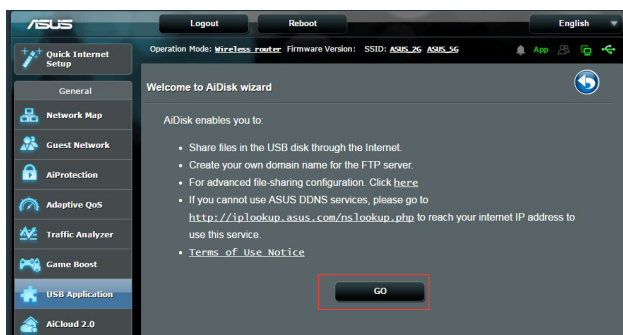 ASUS
Logout
Reboot
English
Quick Internet
Setup
Operation Mode: Wireless router Firmware Version: SSID: ASUS_2G ASUS_5G
App
General
Network Map
Guest Network
AiProtection
Adaptive QoS
Traffic Analyzer
Game Boost
USB Application
AiCloud 2.0
Welcome to AiDisk wizard
AiDisk enables you to:
• Share files in the USB disk through the Internet.
• Create your own domain name for the FTP server.
• For advanced file-sharing configuration. Click here
• If you cannot use ASUS DDNS services, please go to
http://iplookup.asus.com/nslookup.php to reach your internet IP address to
use this service.
• Terms of Use Notice
GO